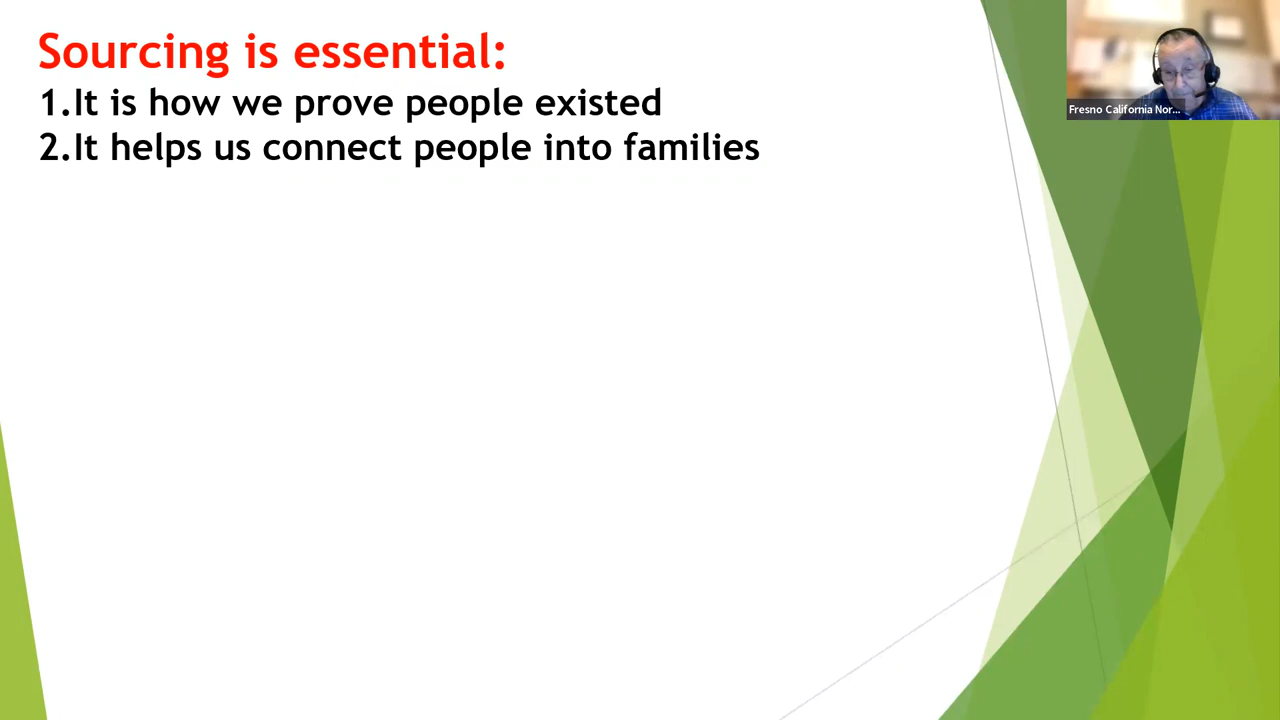 Sourcing is essential:
1.It is how we prove people existed
2.It helps us connect people into families
Fresno California Nor...